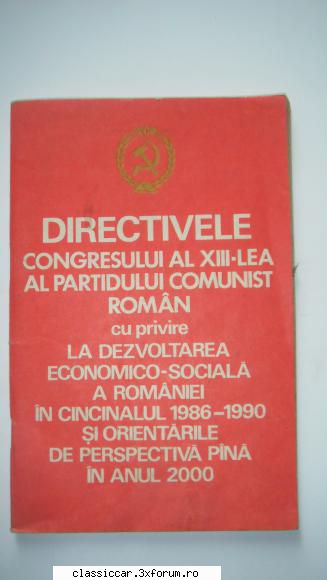 DIRECTIVELE
CONGRESULUI AL XIII-LEA
AL PARTIDULUI COMUNIST
ROMÂN
cu privire
LA DEZVOLTAREA
ECONOMICO-SOCIALĂ
A ROMÂNIEI
ÎN CINCINALUL 1986-1990
ȘI ORIENTĂRILE
DE PERSPECTIVĂ PÎNĂ
ÎN ANUL 2000
classiccar.3xforum.ro